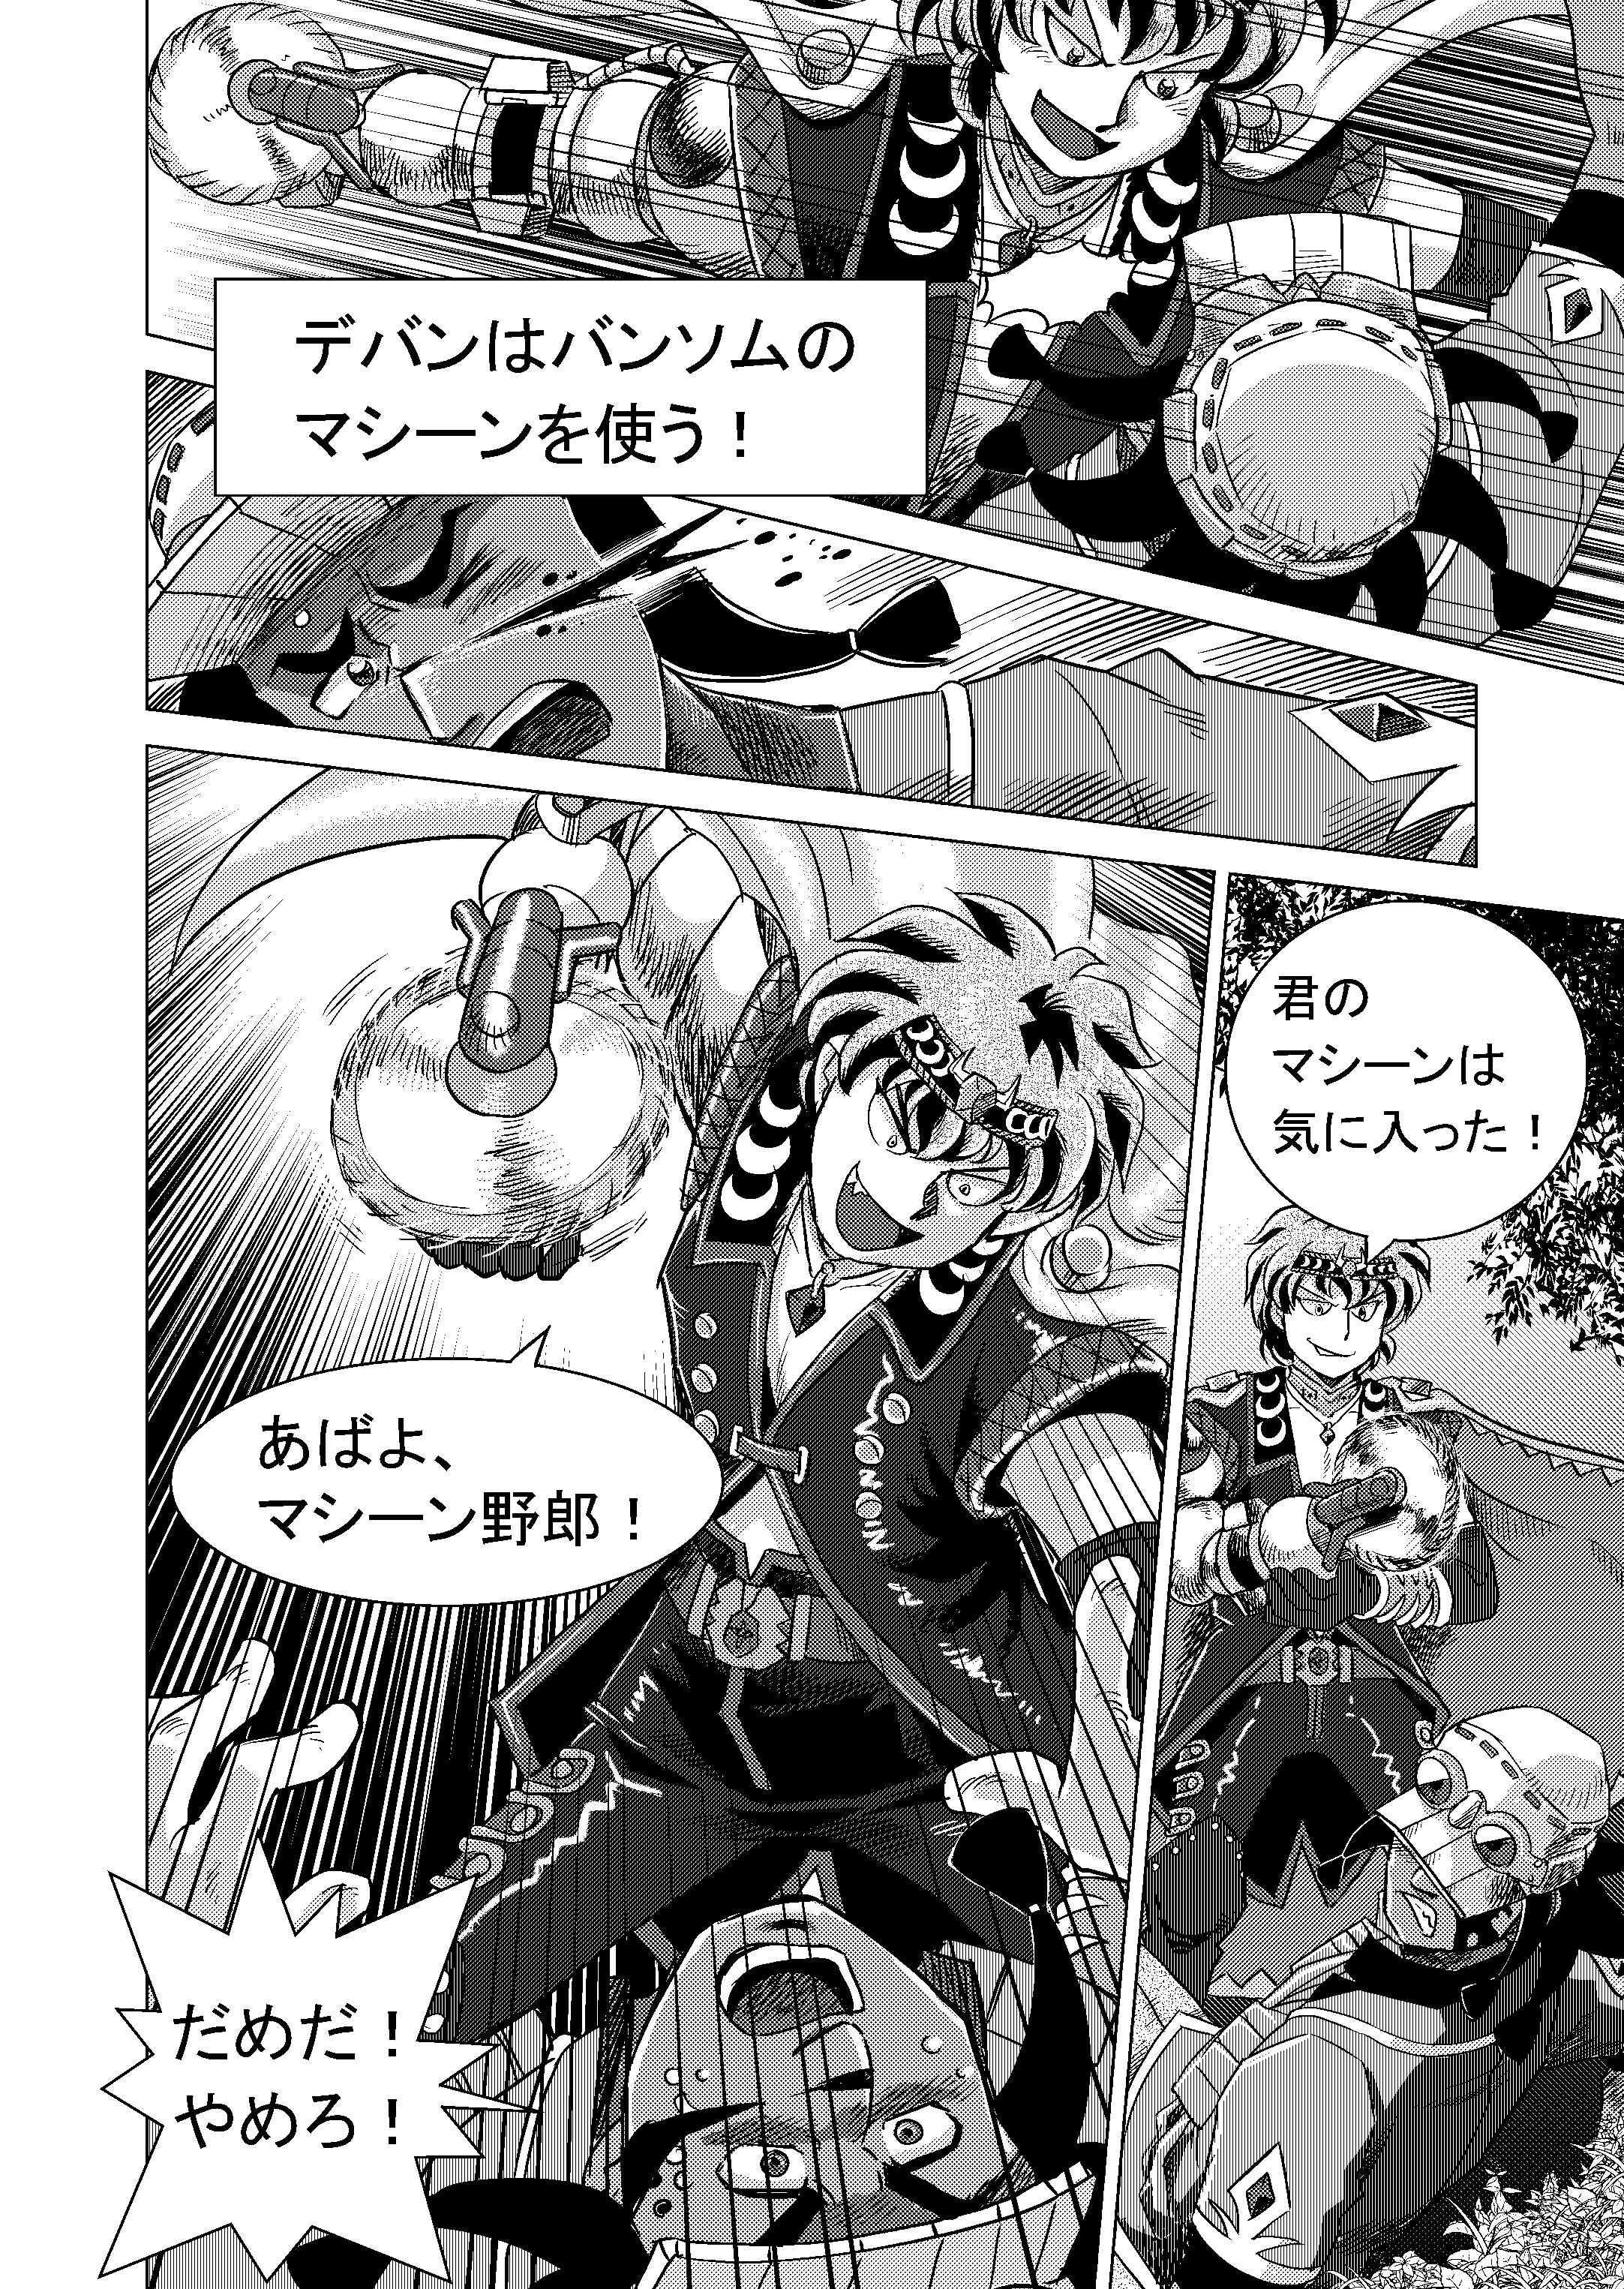 デバンはバンソムの
マシーンを使う！
君の
マシーンは
気に入った！
あばよ、
マシーン野郎！
だめだ！
やめろ！